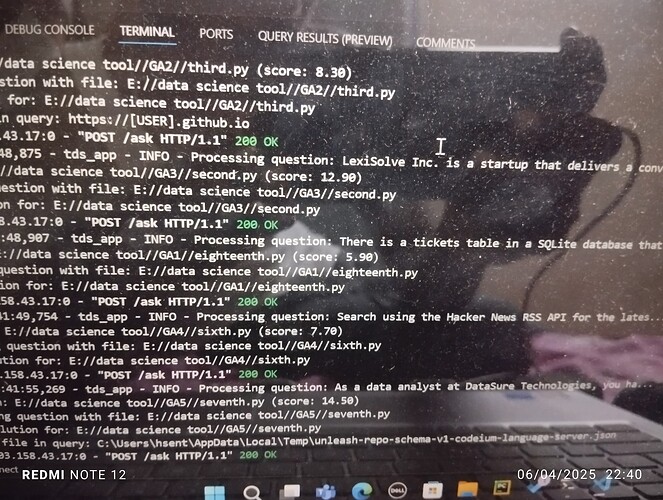 DEBUG CONSOLE TERMINAL PORTS QUERY RESULTS (PREVIEW) COMMENTS
/data science tool//GA2//third.py (score: 8.30)
stion with file: E://data science tool//GA2//third.py
for: E://data science tool//GA2//third.py
in query: https://[USER].github.io
.43.17:0 - "POST /ask HTTP/1.1" 200 OK
48,875 - tds_app - INFO - Processing question: LexiSolve Inc. is a startup that delivers a conv
//data science tool//GA3//second.py (score: 12.90)
estion with file: E://data science tool//GA3//second.py
on for: E://data science tool//GA3//second.py
8.43.17:0 - "POST /ask HTTP/1.1" 200 OK
:48,907 - tds_app - INFO - Processing question: There is a tickets table in a SQLite database that
E://data science tool//GA1//eighteenth.py (score: 5.90)
question with file: E://data science tool//GA1//eighteenth.py
ion for: E://data science tool//GA1//eighteenth.py
58.43.17:0 - "POST /ask HTTP/1.1" 200 OK
41:49,754 - tds_app - INFO - Processing question: Search using the Hacker News RSS API for the lates...
E://data science tool//GA4//sixth.py (score: 7.70)
question with file: E://data science tool//GA4//sixth.py
ution for: E://data science tool//GA4//sixth.py
.158.43.17:0 - "POST /ask HTTP/1.1" 200 OK
:41:55,269 - tds_app - INFO - Processing question: As a data analyst at DataSure Technologies, you ha...
: E://data science tool//GA5//seventh.py (score: 14.50)
ng question with file: E://data science tool//GA5//seventh.py
olution for: E://data science tool//GA5//seventh.py
file in query: C:\Users\hsent\AppData\Local\Temp\unleash-repo-schema-v1-codeium-language-server.json
03.158.43.17:0 - "POST /ask HTTP/1.1" 200 OK
nnect
REDMI NOTE 12 06/04/2025 22:40
DELL